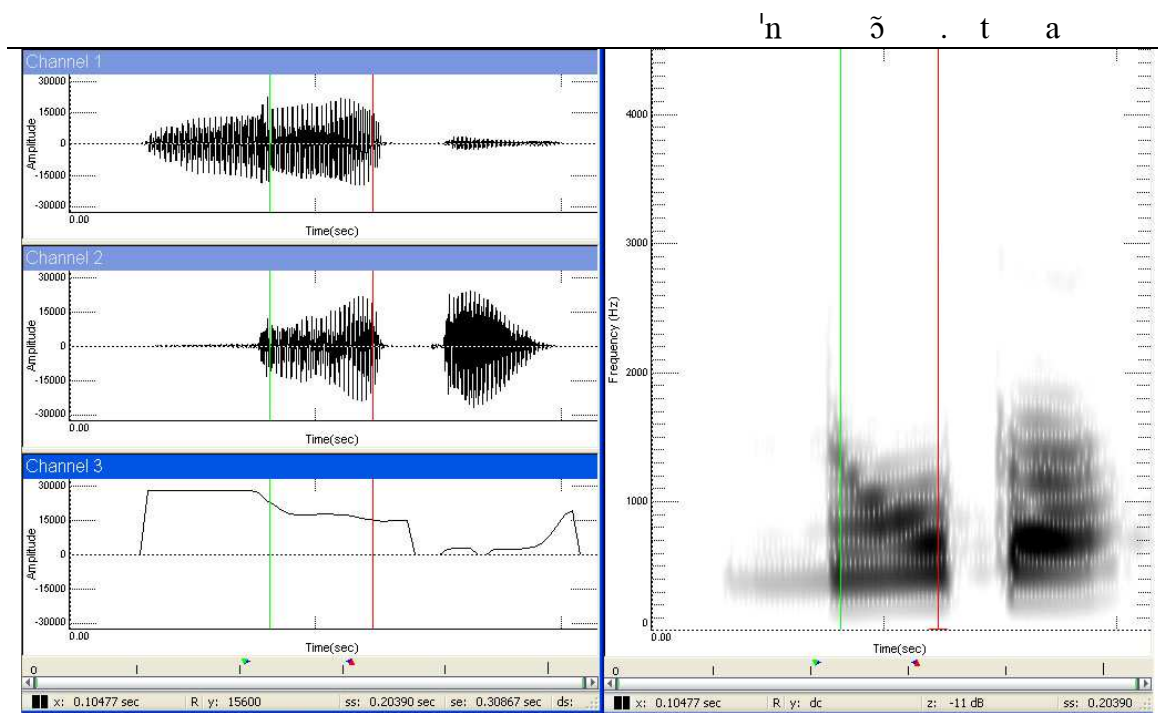 ˈn ɔ̃ . t a
Channel 1
30000
15000
0
-15000
-30000
Amplitude
0.00
Time(sec)
Channel 2
30000
15000
0
-15000
-30000
Amplitude
0.00
Time(sec)
Channel 3
30000
15000
0
-15000
-30000
Amplitude
0.00
Time(sec)
0
x: 0.10477 sec R y: 15600 ss: 0.20390 sec se: 0.30867 sec ds:
4000
3000
2000
1000
0
Frequency (Hz)
0.00
Time(sec)
0
x: 0.10477 sec R y: dc z: -11 dB ss: 0.20390